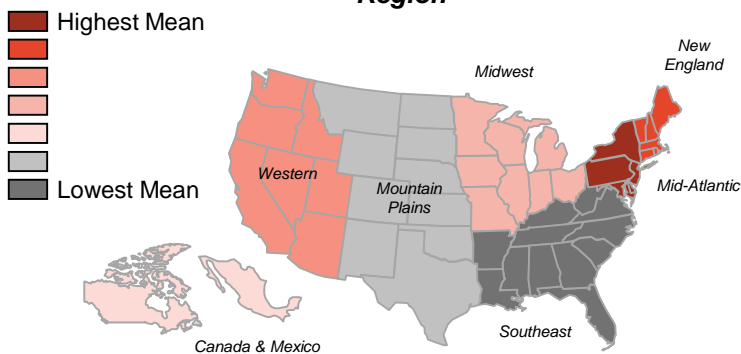 Region
Highest Mean
New
England
Midwest
Western
Mountain
Plains
Mid-Atlantic
Lowest Mean
Southeast
Canada & Mexico